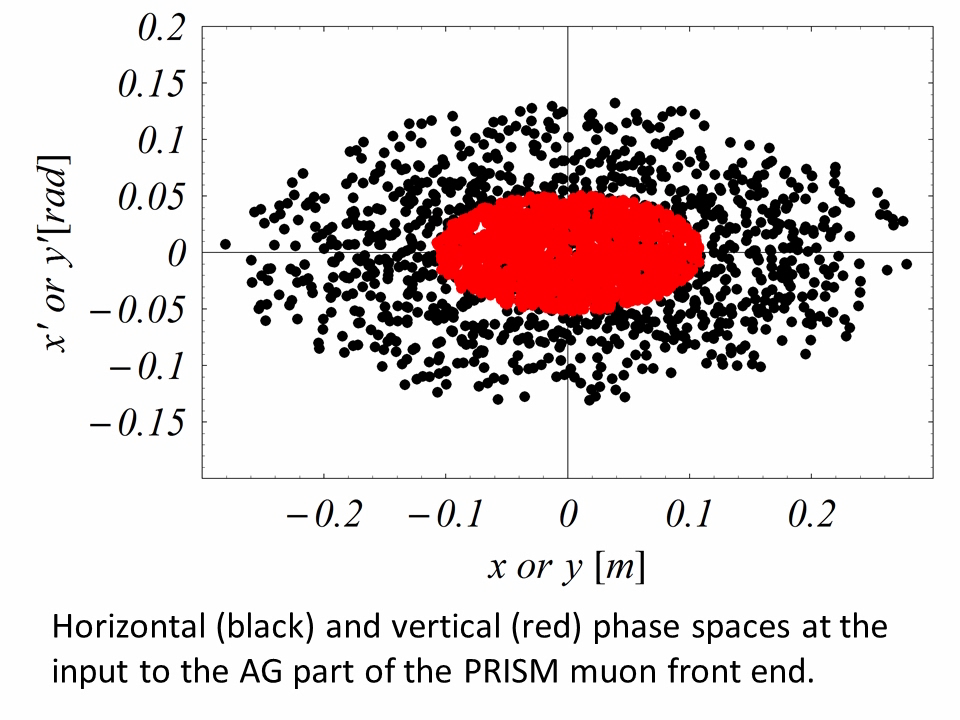 0.2
0.15
0.1
0.05
0
−0.05
−0.1
−0.15
x' or y'[rad]
−0.2 −0.1 0 0.1 0.2
x or y [m]
Horizontal (black) and vertical (red) phase spaces at the
input to the AG part of the PRISM muon front end.